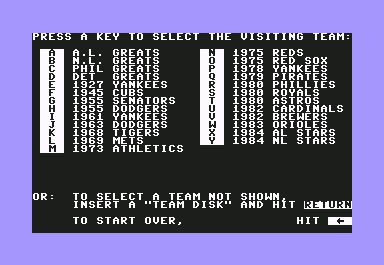 PRESS A KEY TO SELECT THE VISITING TEAM:
A A.L. GREATS N 1975 REDS
B N.L. GREATS O 1975 RED SOX
C PHIL GREATS P 1978 YANKEES
D DET GREATS Q 1979 PIRATES
E 1927 YANKEES R 1980 PHILLIES
F 1945 CUBS S 1980 ROYALS
G 1955 SENATORS T 1980 ASTROS
H 1955 DODGERS U 1982 CARDINALS
I 1961 YANKEES V 1982 BREWERS
J 1963 DODGERS W 1983 ORIOLES
K 1968 TIGERS X 1984 AL STARS
L 1969 METS Y 1984 NL STARS
M 1973 ATHLETICS
OR: TO SELECT A TEAM NOT SHOWN,
INSERT A "TEAM DISK" AND HIT RETURN
TO START OVER, HIT ←